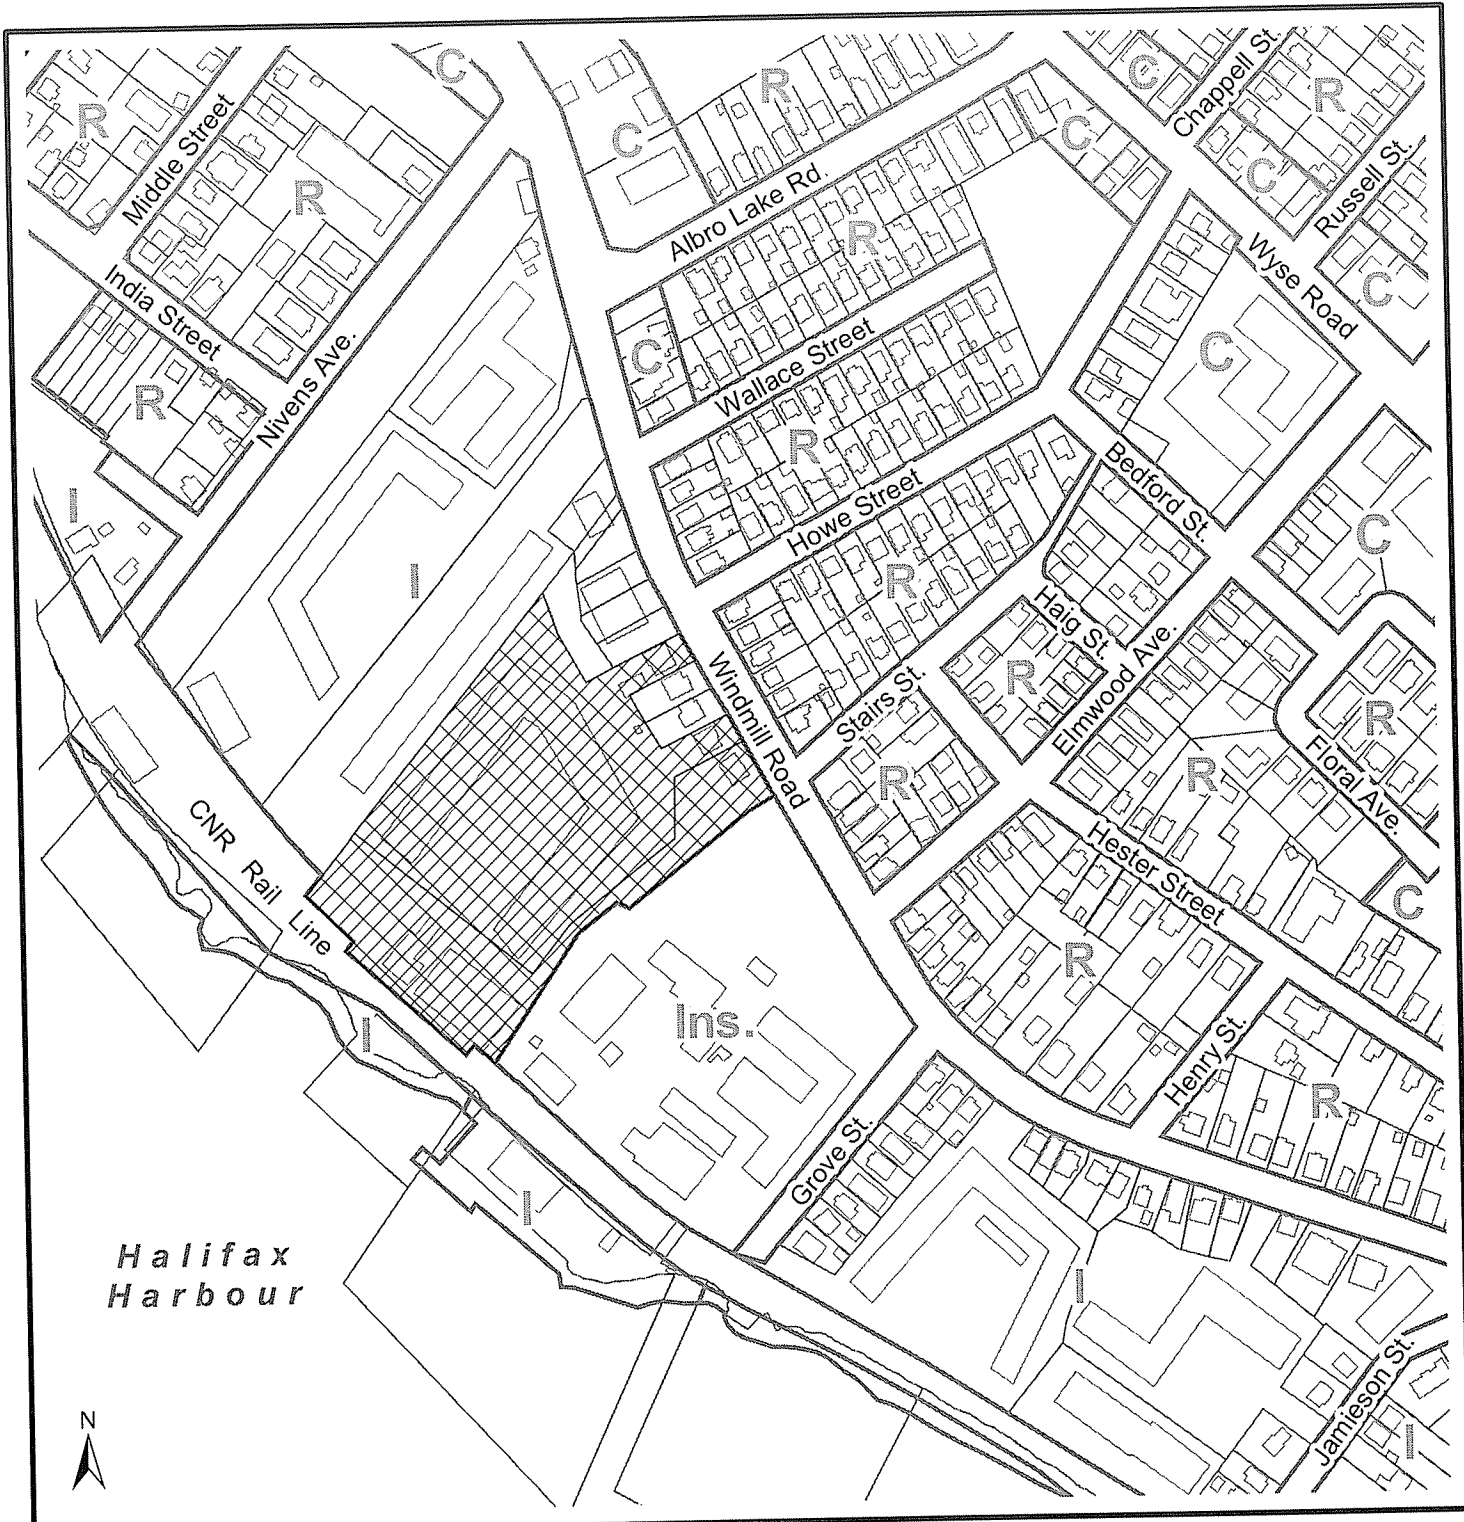 C
R
C
R
C
R
Chappell St.
Middle Street
C
C
R
C
Russell St.
Albro Lake Rd.
R
Wyse Road
C
India Street
C
Wallace Street
C
Nivens Ave.
R
R
Bedford St.
I
Howe Street
C
I
R
Haig St.
R
Windmill Road
Stairs St.
Elmwood Ave.
R
R
R
Floral Ave.
CNR Rail Line
Hester Street
C
R
Ins.
I
Henry St.
R
Grove St.
I
Halifax
Harbour
I
Jamieson St.
N
I